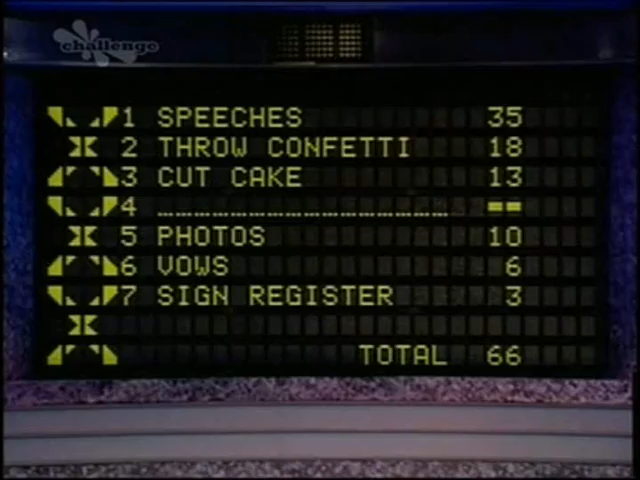 challenge
1 SPEECHES 35
2 THROW CONFETTI 18
3 CUT CAKE 13
4 ________________________ --
5 PHOTOS 10
6 VOWS 6
7 SIGN REGISTER 3
TOTAL 66